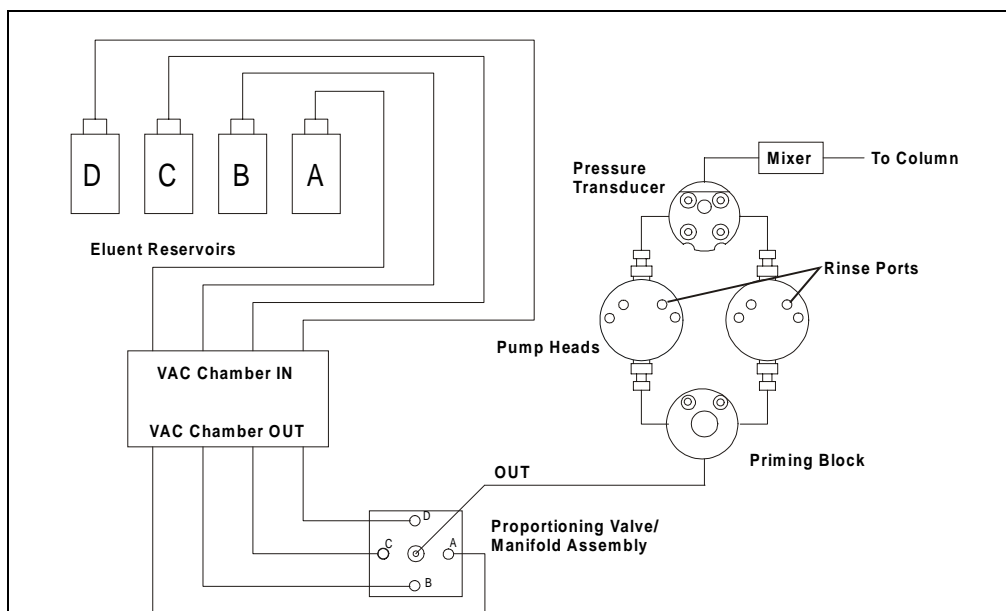 D C B A
Eluent Reservoirs
Mixer
To Column
Pressure
Transducer
Rinse Ports
Pump Heads
VAC Chamber IN
VAC Chamber OUT
Priming Block
OUT
D
C
A
B
Proportioning Valve/
Manifold Assembly